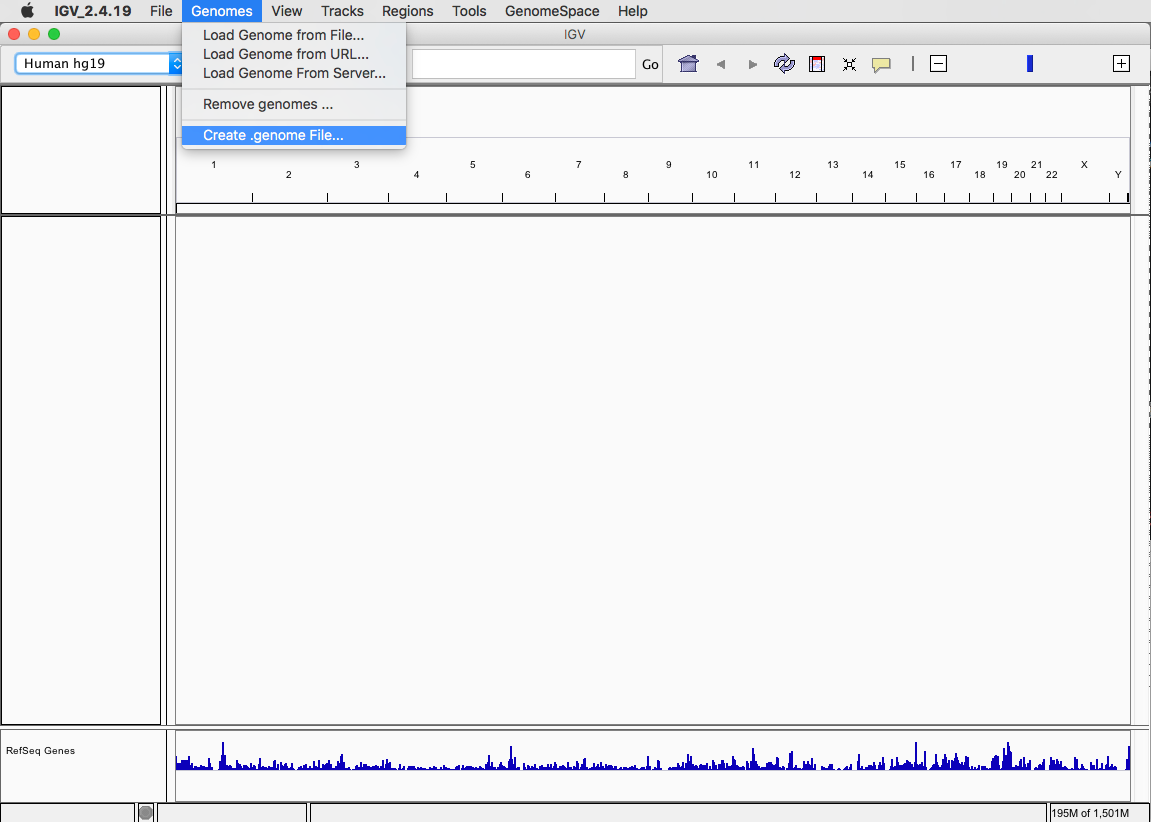 IGV_2.4.19 File Genomes View Tracks Regions Tools GenomeSpace Help
IGV
Human hg19
Go
Load Genome from File...
Load Genome from URL...
Load Genome From Server...
Remove genomes ...
Create .genome File...
1 3 5 7 9 11 13 15 17 19 21 X
2 4 6 8 10 12 14 16 18 20 22 Y
RefSeq Genes
195M of 1,501M